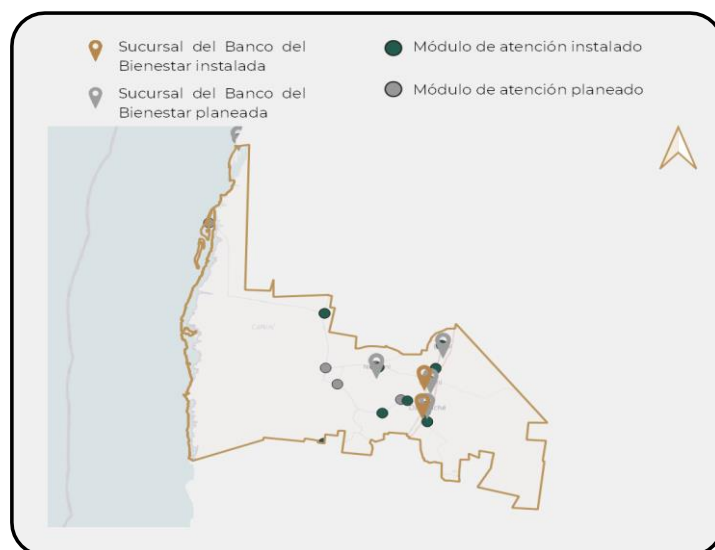 Sucursal del Banco del
Bienestar instalada
Sucursal del Banco del
Bienestar planeada
Módulo de atención instalado
Módulo de atención planeado